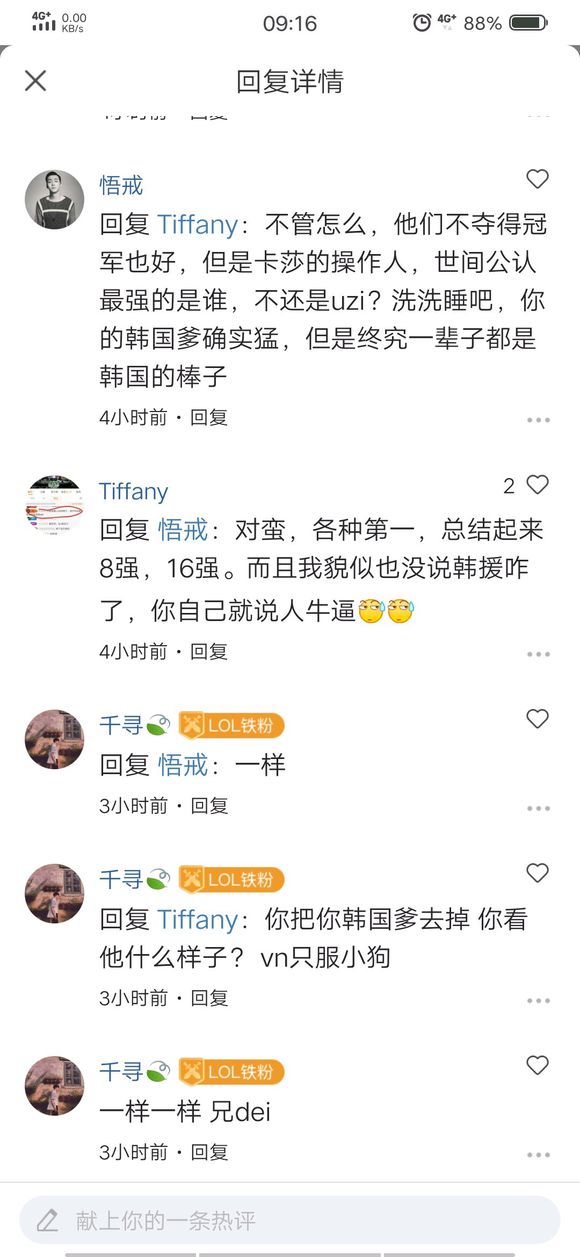 4G⁺ 0.00 KB/s 09:16 4G⁺ 88%
回复详情
悟戒
回复 Tiffany：不管怎么，他们不夺得冠
军也好，但是卡莎的操作人，世间公认
最强的是谁，不还是uzi？洗洗睡吧，你
的韩国爹确实猛，但是终究一辈子都是
韩国的棒子
4小时前 · 回复
Tiffany 2
回复 悟戒：对蛮，各种第一，总结起来
8强，16强。而且我貌似也没说韩援咋
了，你自己就说人牛逼
4小时前 · 回复
千寻 LOL铁粉
回复 悟戒：一样
3小时前 · 回复
千寻 LOL铁粉
回复 Tiffany：你把你韩国爹去掉 你看
他什么样子？ vn只服小狗
3小时前 · 回复
千寻 LOL铁粉
一样一样 兄dei
3小时前 · 回复
献上你的一条热评